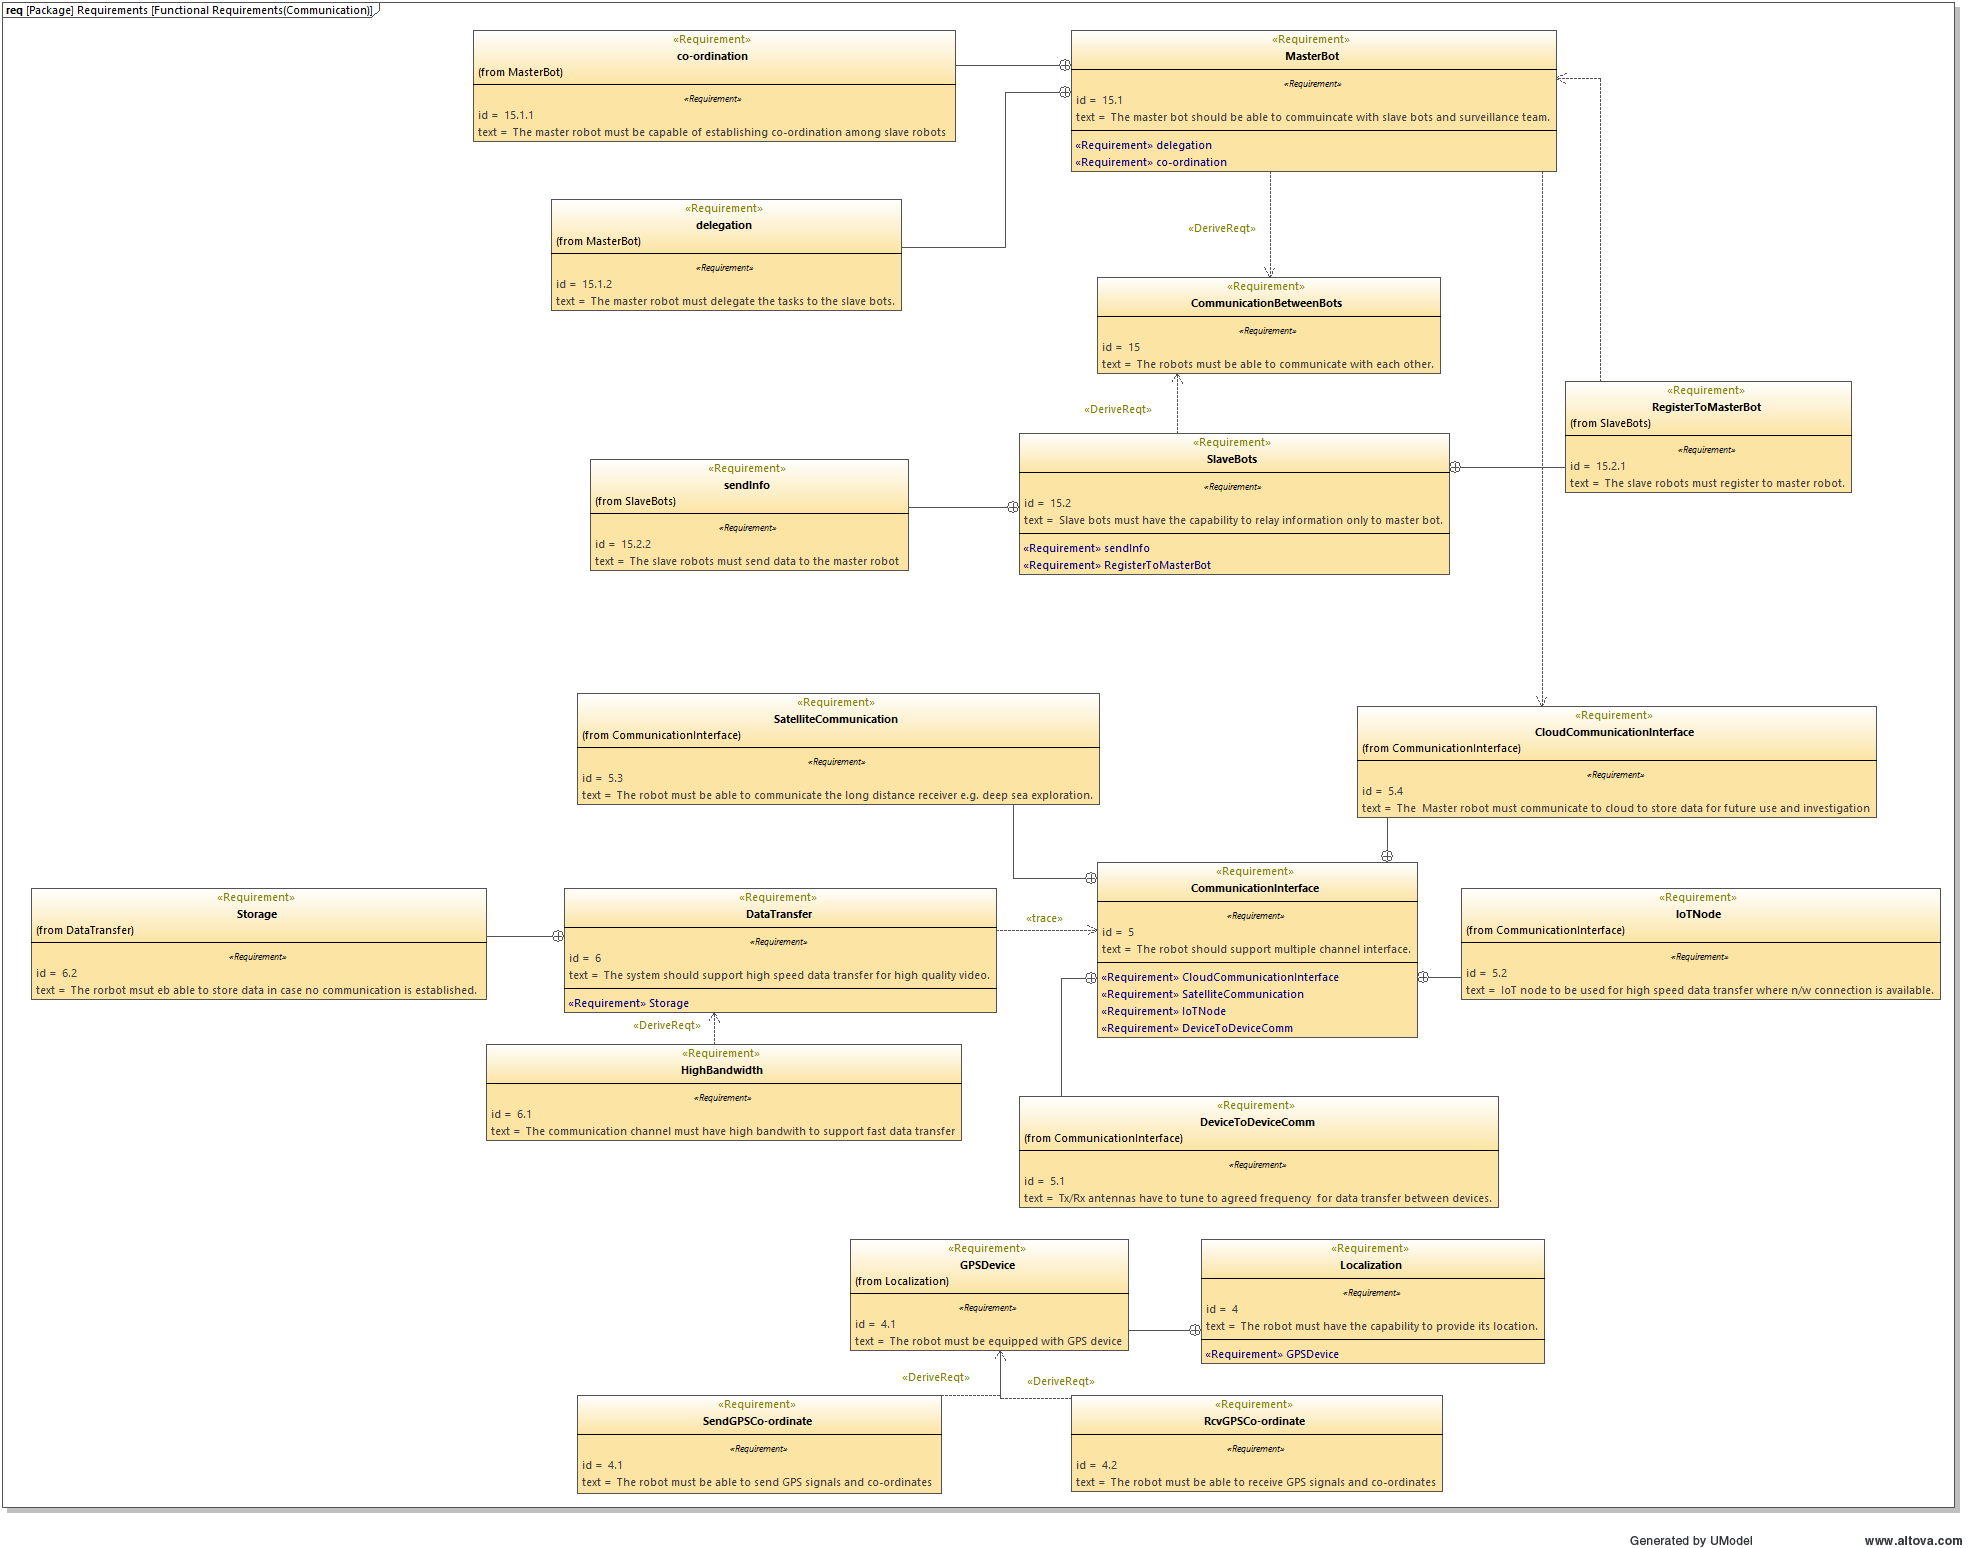 req [Package] Requirements [Functional Requirements(Communication)]
«Requirement»
co-ordination
(from MasterBot)
«Requirement»
id = 15.1.1
text = The master robot must be capable of establishing co-ordination among slave robots
«Requirement»
MasterBot
«Requirement»
id = 15.1
text = The master bot should be able to commuincate with slave bots and surveillance team.
«Requirement» delegation
«Requirement» co-ordination
«Requirement»
delegation
(from MasterBot)
«Requirement»
id = 15.1.2
text = The master robot must delegate the tasks to the slave bots.
«DeriveReqt»
«Requirement»
CommunicationBetweenBots
«Requirement»
id = 15
text = The robots must be able to communicate with each other.
«DeriveReqt»
«Requirement»
RegisterToMasterBot
(from SlaveBots)
«Requirement»
id = 15.2.1
text = The slave robots must register to master robot.
«Requirement»
SlaveBots
«Requirement»
id = 15.2
text = Slave bots must have the capability to relay information only to master bot.
«Requirement» sendInfo
«Requirement» RegisterToMasterBot
«Requirement»
sendInfo
(from SlaveBots)
«Requirement»
id = 15.2.2
text = The slave robots must send data to the master robot
«Requirement»
SatelliteCommunication
(from CommunicationInterface)
«Requirement»
id = 5.3
text = The robot must be able to communicate the long distance receiver e.g. deep sea exploration.
«Requirement»
CloudCommunicationInterface
(from CommunicationInterface)
«Requirement»
id = 5.4
text = The Master robot must communicate to cloud to store data for future use and investigation
«Requirement»
Storage
(from DataTransfer)
«Requirement»
id = 6.2
text = The rorbot msut eb able to store data in case no communication is established.
«Requirement»
DataTransfer
«Requirement»
id = 6
text = The system should support high speed data transfer for high quality video.
«Requirement» Storage
«trace»
«Requirement»
CommunicationInterface
«Requirement»
id = 5
text = The robot should support multiple channel interface.
«Requirement» CloudCommunicationInterface
«Requirement» SatelliteCommunication
«Requirement» IoTNode
«Requirement» DeviceToDeviceComm
«Requirement»
IoTNode
(from CommunicationInterface)
«Requirement»
id = 5.2
text = IoT node to be used for high speed data transfer where n/w connection is available.
«DeriveReqt»
«Requirement»
HighBandwidth
«Requirement»
id = 6.1
text = The communication channel must have high bandwith to support fast data transfer
«Requirement»
DeviceToDeviceComm
(from CommunicationInterface)
«Requirement»
id = 5.1
text = Tx/Rx antennas have to tune to agreed frequency for data transfer between devices.
«Requirement»
GPSDevice
(from Localization)
«Requirement»
id = 4.1
text = The robot must be equipped with GPS device
«Requirement»
Localization
«Requirement»
id = 4
text = The robot must have the capability to provide its location.
«Requirement» GPSDevice
«DeriveReqt»
«DeriveReqt»
«Requirement»
SendGPSCo-ordinate
«Requirement»
id = 4.1
text = The robot must be able to send GPS signals and co-ordinates
«Requirement»
RcvGPSCo-ordinate
«Requirement»
id = 4.2
text = The robot must be able to receive GPS signals and co-ordinates
Generated by UModel
www.altova.com